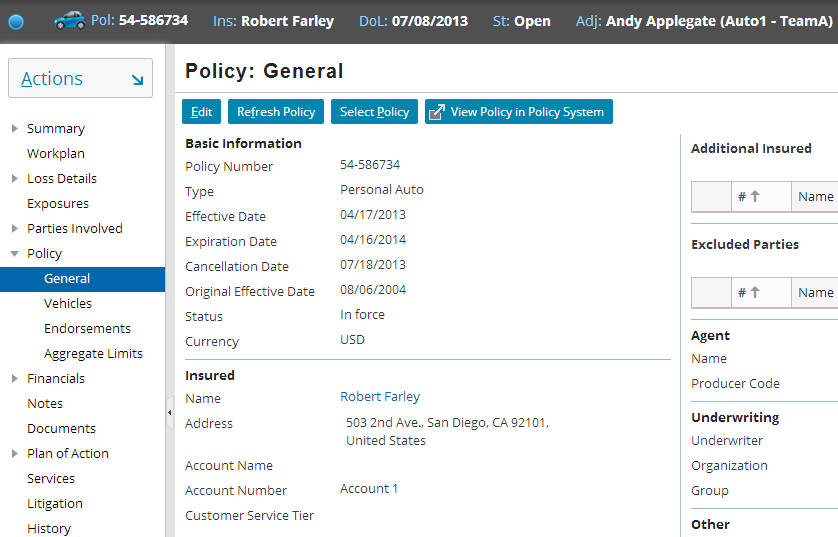 Pol: 54-586734 Ins: Robert Farley DoL: 07/08/2013 St: Open Adj: Andy Applegate (Auto1 - TeamA)
Actions
Summary
Workplan
Loss Details
Exposures
Parties Involved
Policy
General
Vehicles
Endorsements
Aggregate Limits
Financials
Notes
Documents
Plan of Action
Services
Litigation
History
Policy: General
Edit Refresh Policy Select Policy View Policy in Policy System
Basic Information
Policy Number 54-586734
Type Personal Auto
Effective Date 04/17/2013
Expiration Date 04/16/2014
Cancellation Date 07/18/2013
Original Effective Date 08/06/2004
Status In force
Currency USD
Insured
Name Robert Farley
Address 503 2nd Ave., San Diego, CA 92101,
United States
Account Name
Account Number Account 1
Customer Service Tier
Additional Insured
# Name
Excluded Parties
# Name
Agent
Name
Producer Code
Underwriting
Underwriter
Organization
Group
Other